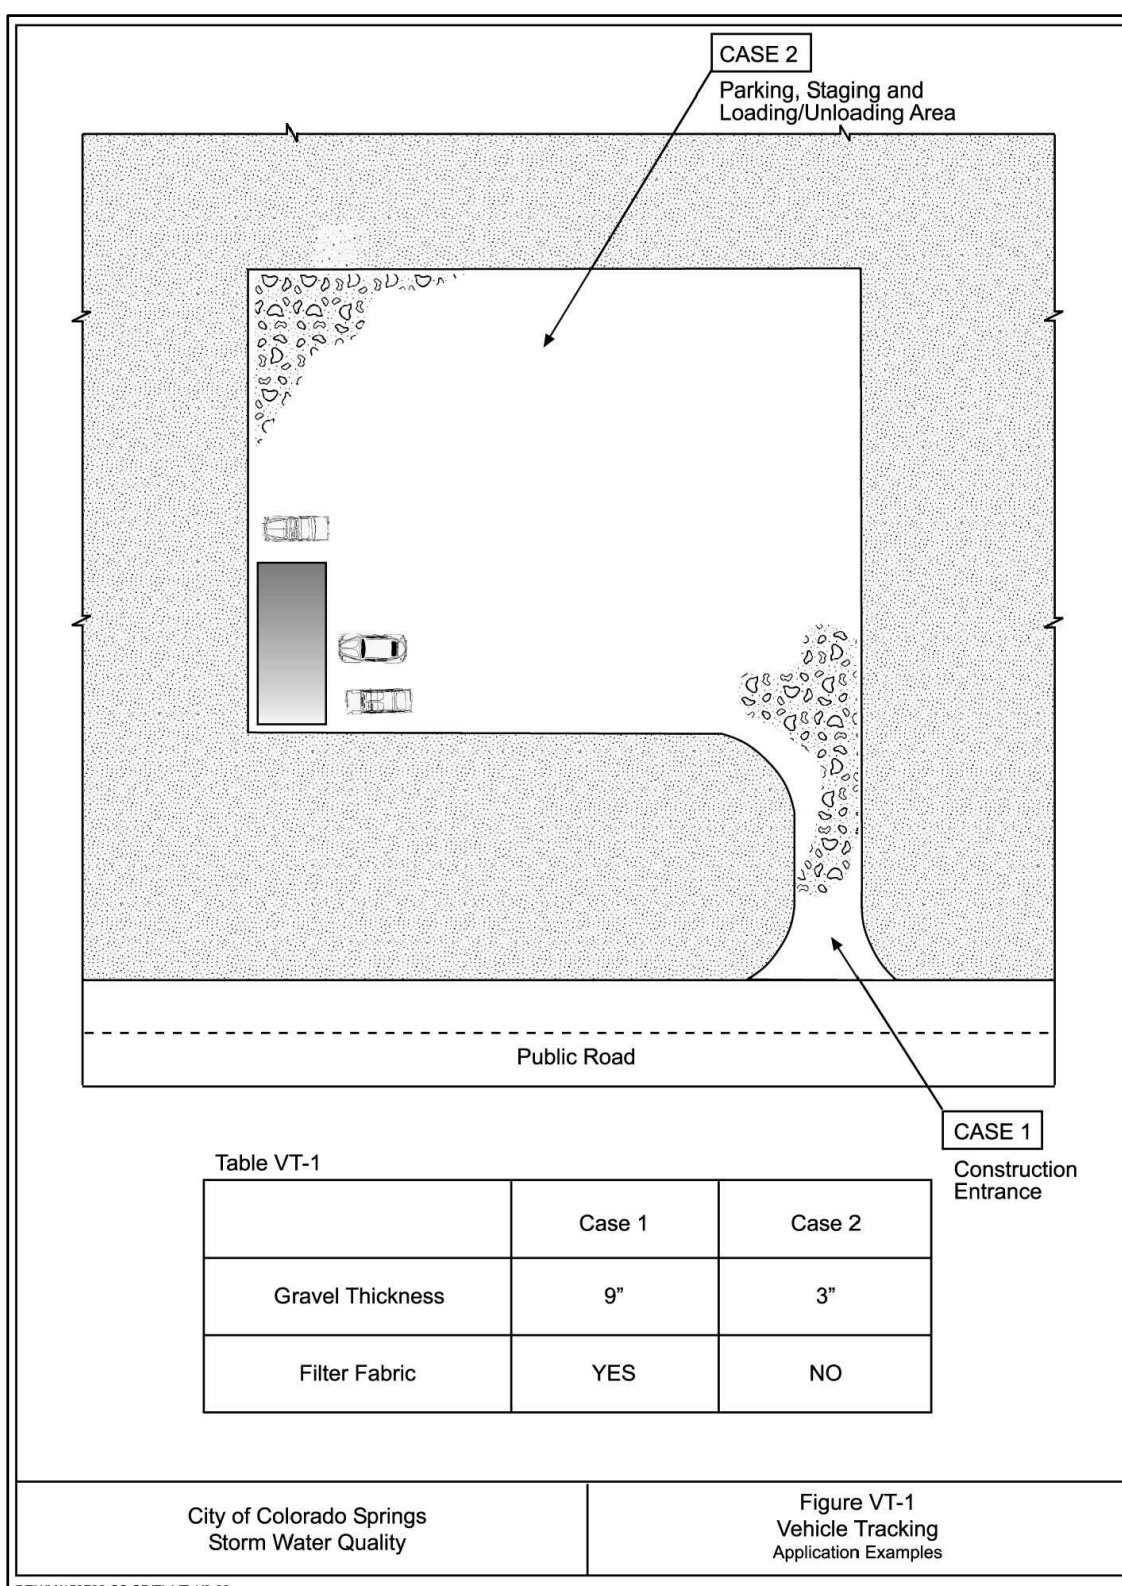 CASE 2
Parking, Staging and
Loading/Unloading Area
Public Road
CASE 1
Construction
Entrance
Table VT-1
Case 1 Case 2
Gravel Thickness 9” 3”
Filter Fabric YES NO
City of Colorado Springs
Storm Water Quality
Figure VT-1
Vehicle Tracking
Application Examples